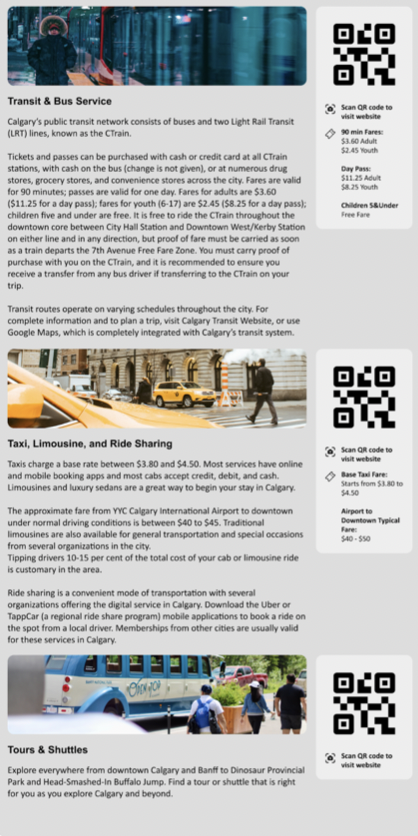 Transit & Bus Service
Calgary's public transit network consists of buses and two Light Rail Transit
(LRT) lines, known as the CTrain.
Tickets and passes can be purchased with cash or credit card at all CTrain
stations, with cash on the bus (change is not given), or at numerous drug
stores, grocery stores, and convenience stores across the city. Fares are valid
for 90 minutes; passes are valid for one day. Fares for adults are $3.60
($11.25 for a day pass); fares for youth (6-17) are $2.45 ($8.25 for a day pass);
children five and under are free. It is free to ride the CTrain throughout the
downtown core between City Hall Station and Downtown West/Kerby Station
on either line and in any direction, but proof of fare must be carried as soon
as a train departs the 7th Avenue Free Fare Zone. You must carry proof of
purchase with you on the CTrain, and it is recommended to ensure you
receive a transfer from any bus driver if transferring to the CTrain on your
trip.
Transit routes operate on varying schedules throughout the city. For
complete information and to plan a trip, visit Calgary Transit Website, or use
Google Maps, which is completely integrated with Calgary's transit system.
Scan QR code to
visit website
90 min Fares:
$3.60 Adult
$2.45 Youth
Day Pass:
$11.25 Adult
$8.25 Youth
Children 5&Under
Free Fare
Taxi, Limousine, and Ride Sharing
Taxis charge a base rate between $3.80 and $4.50. Most services have online
and mobile booking apps and most cabs accept credit, debit, and cash.
Limousines and luxury sedans are a great way to begin your stay in Calgary.
The approximate fare from YYC Calgary International Airport to downtown
under normal driving conditions is between $40 to $45. Traditional
limousines are also available for general transportation and special occasions
from several organizations in the city.
Tipping drivers 10-15 per cent of the total cost of your cab or limousine ride
is customary in the area.
Ride sharing is a convenient mode of transportation with several
organizations offering the digital service in Calgary. Download the Uber or
TappCar (a regional ride share program) mobile applications to book a ride on
the spot from a local driver. Memberships from other cities are usually valid
for these services in Calgary.
Scan QR code to
visit website
Base Taxi Fare:
Starts from $3.80 to
$4.50
Airport to
Downtown Typical
Fare:
$40 - $50
Tours & Shuttles
Explore everywhere from downtown Calgary and Banff to Dinosaur Provincial
Park and Head-Smashed-In Buffalo Jump. Find a tour or shuttle that is right
for you as you explore Calgary and beyond.
Scan QR code to
visit website